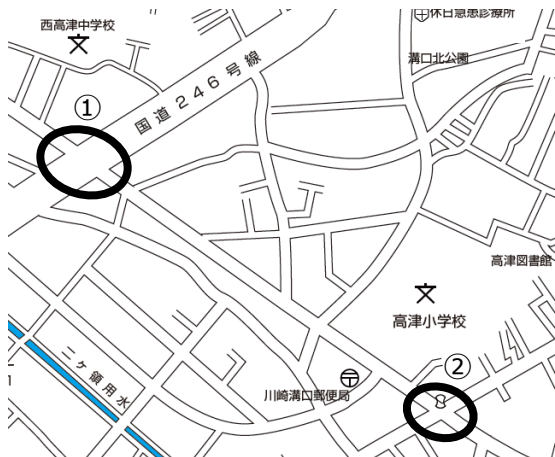 西高津中学校
休日急患診療所
溝口北公園
①
国道246号線
高津図書館
高津小学校
②
川崎溝口郵便局
二ケ領用水
1